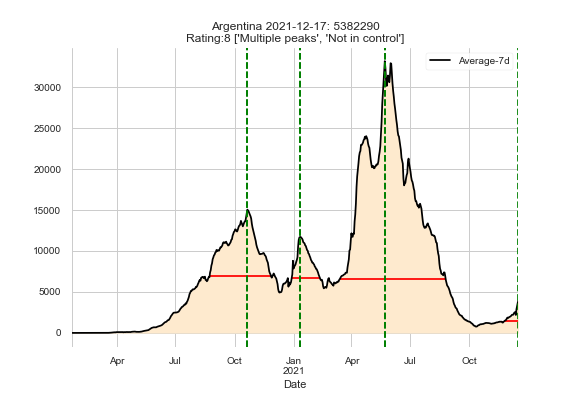 Argentina 2021-12-17: 5382290
Rating:8 ['Multiple peaks', 'Not in control']
Average-7d
30000
25000
20000
15000
10000
5000
0
Apr Jul Oct Jan Apr Jul Oct
2021
Date